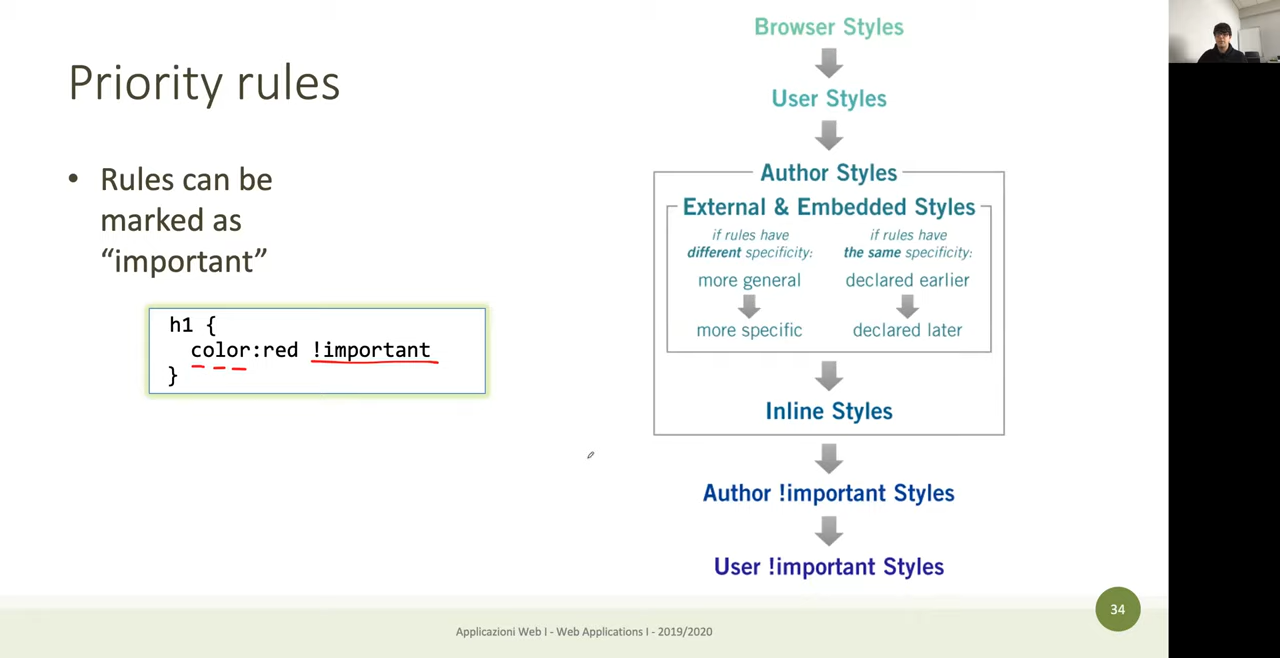 Priority rules
• Rules can be
marked as
“important”
h1 {
color:red !important
}
Browser Styles
User Styles
Author Styles
External & Embedded Styles
if rules have
different specificity:
more general
more specific
if rules have
the same specificity:
declared earlier
declared later
Inline Styles
Author !important Styles
User !important Styles
Applicazioni Web I - Web Applications I - 2019/2020
34